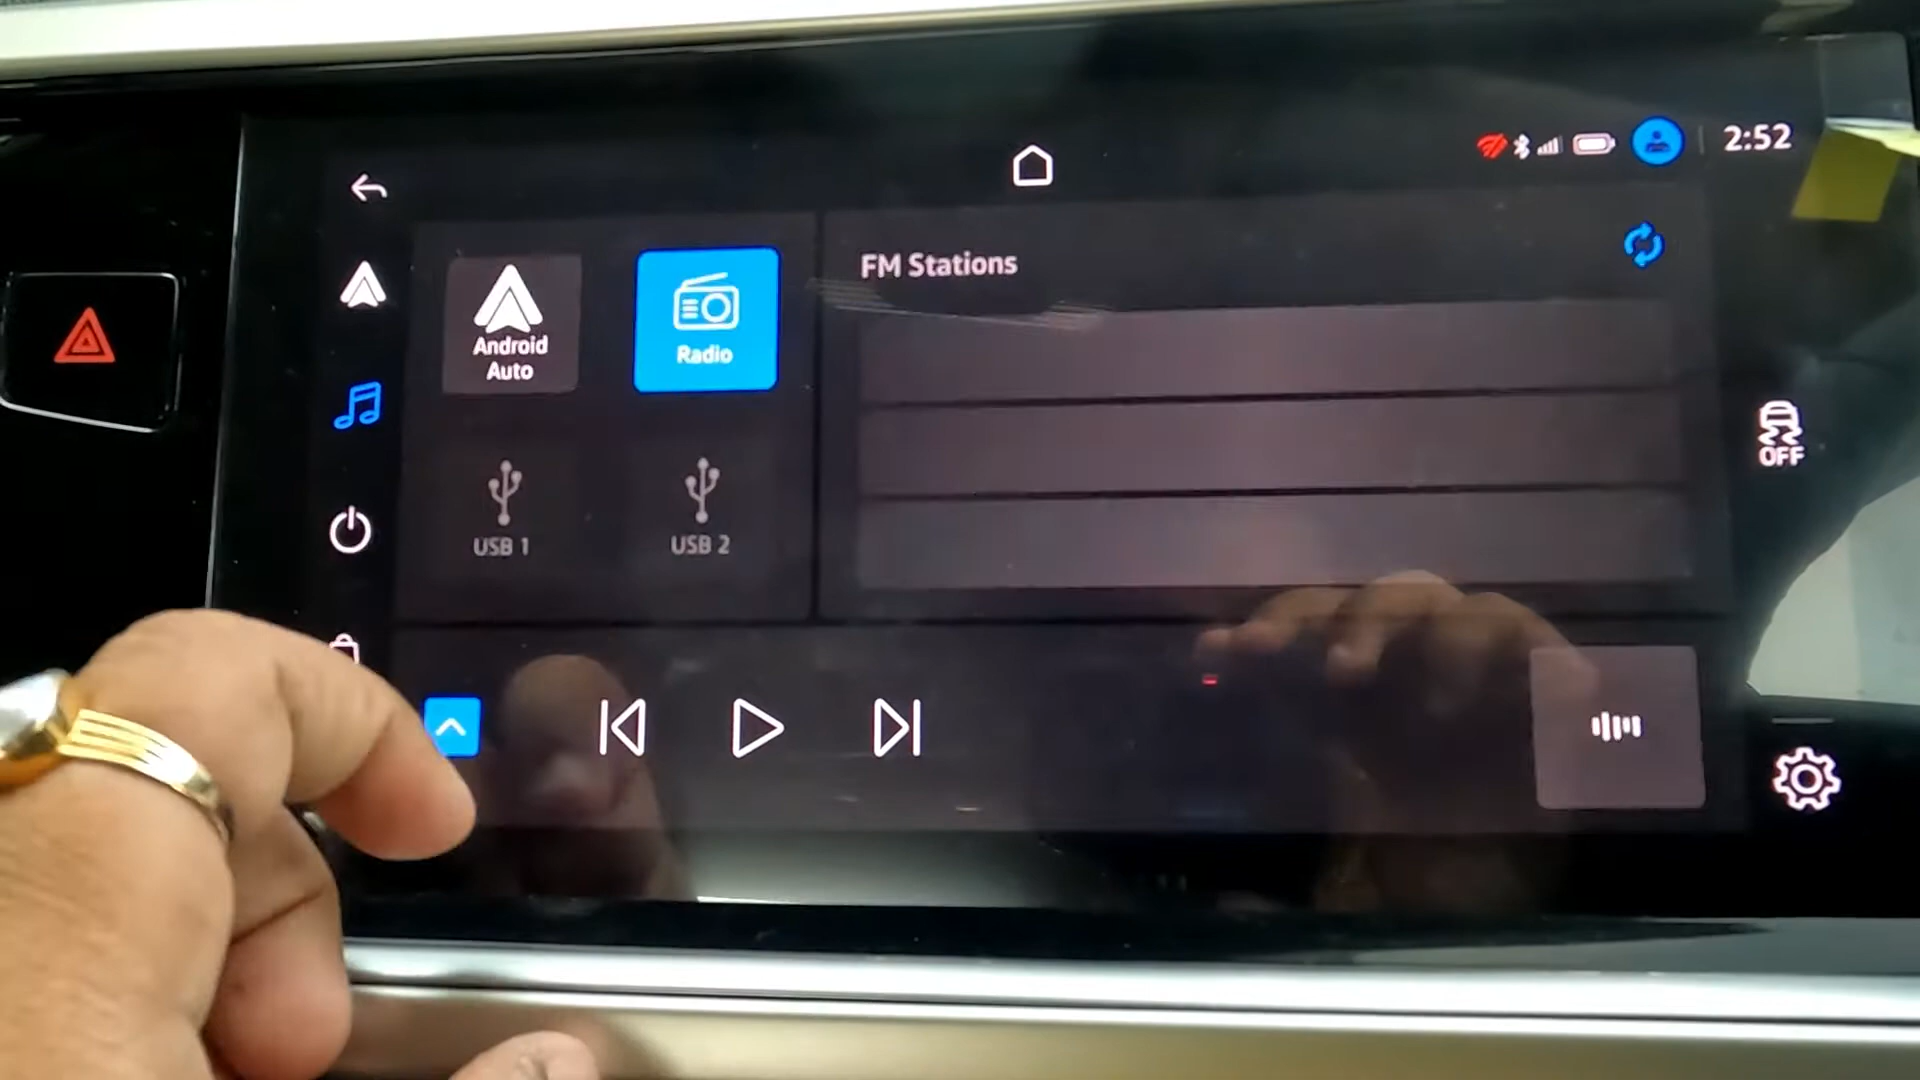 2:52
FM Stations
Android
Auto
Radio
OFF
USB 1
USB 2